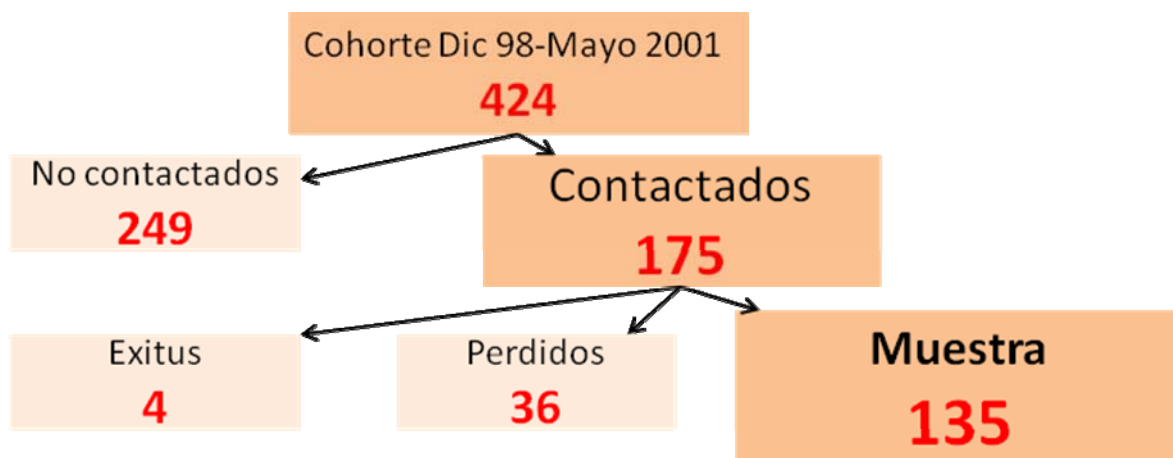 Cohorte Dic 98-Mayo 2001
424
No contactados
249
Contactados
175
Exitus
4
Perdidos
36
Muestra
135